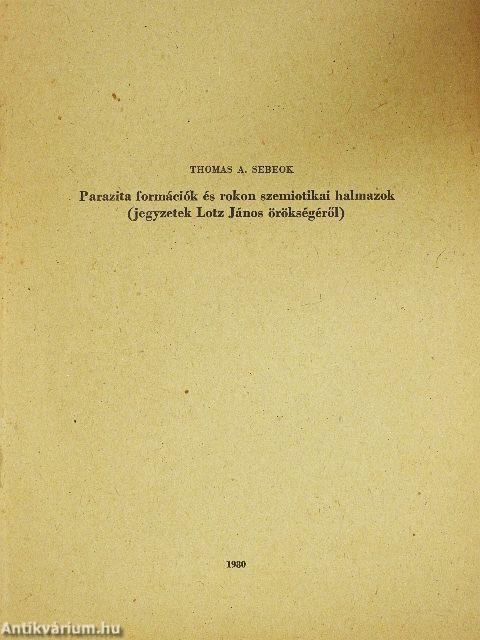 THOMAS A. SEBEOK
Parazita formációk és rokon szemiotikai halmazok
(jegyzetek Lotz János örökségéről)
1980
Antikvárium.hu